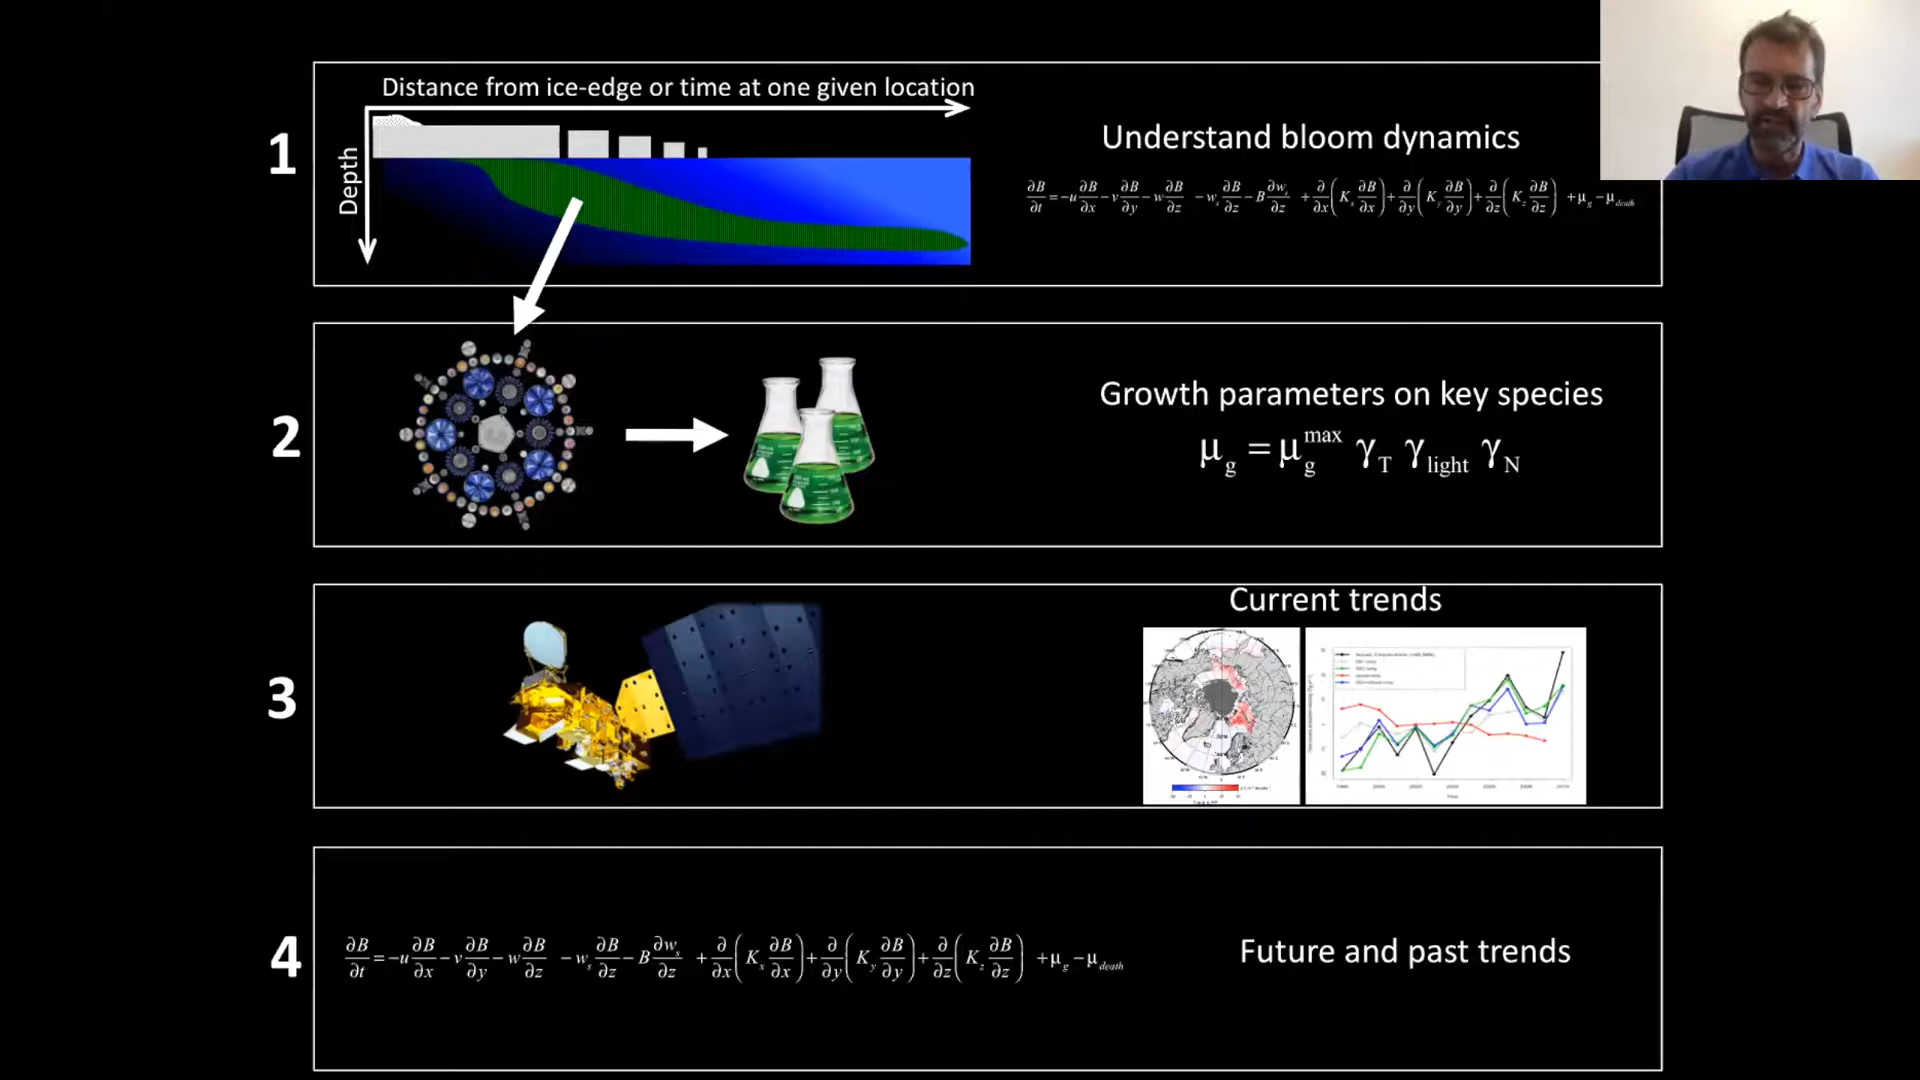 Distance from ice-edge or time at one given location
Depth
1
Understand bloom dynamics
∂B/∂t = −u ∂B/∂x − v ∂B/∂y − w ∂B/∂z − w_s ∂B/∂z − B ∂w_s/∂z + ∂/∂x (K_x ∂B/∂x) + ∂/∂y (K_y ∂B/∂y) + ∂/∂z (K_z ∂B/∂z) + μ_g − μ_death
2
Growth parameters on key species
μ_g = μ_g^max γ_T γ_light γ_N
3
Current trends
4
∂B/∂t = −u ∂B/∂x − v ∂B/∂y − w ∂B/∂z − w_s ∂B/∂z − B ∂w_s/∂z + ∂/∂x (K_x ∂B/∂x) + ∂/∂y (K_y ∂B/∂y) + ∂/∂z (K_z ∂B/∂z) + μ_g − μ_death
Future and past trends